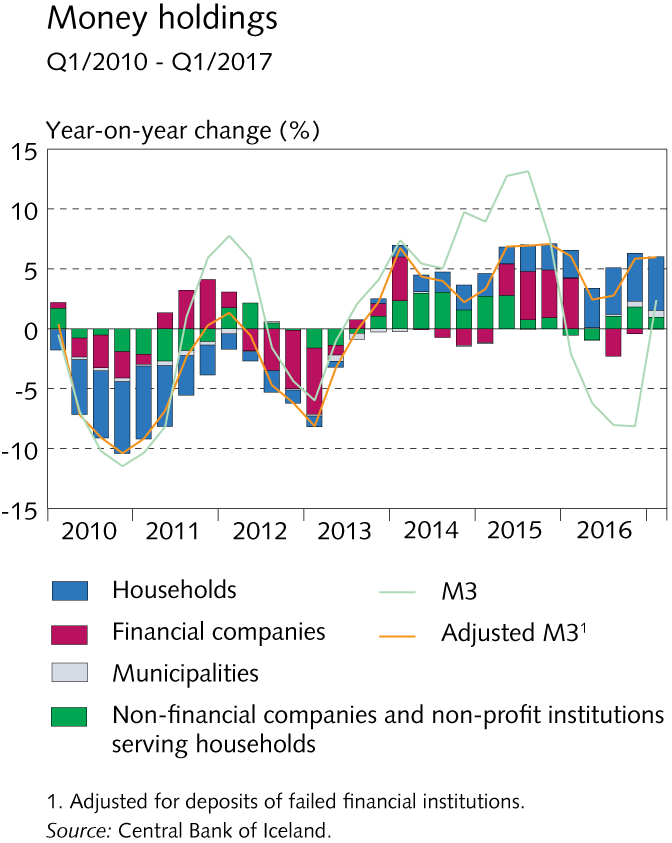 Money holdings
Q1/2010 - Q1/2017
Year-on-year change (%)
15
10
5
0
-5
-10
-15
2010 2011 2012 2013 2014 2015 2016
Households
M3
Financial companies
Adjusted M3¹
Municipalities
Non-financial companies and non-profit institutions
serving households
1. Adjusted for deposits of failed financial institutions.
Source: Central Bank of Iceland.